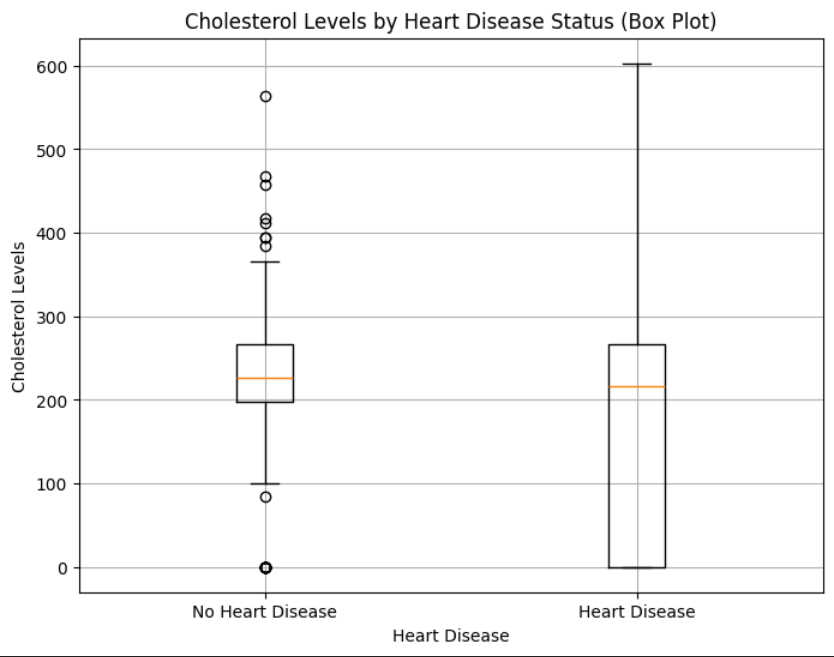 Cholesterol Levels by Heart Disease Status (Box Plot)
Cholesterol Levels
600
500
400
300
200
100
0
No Heart Disease
Heart Disease
Heart Disease